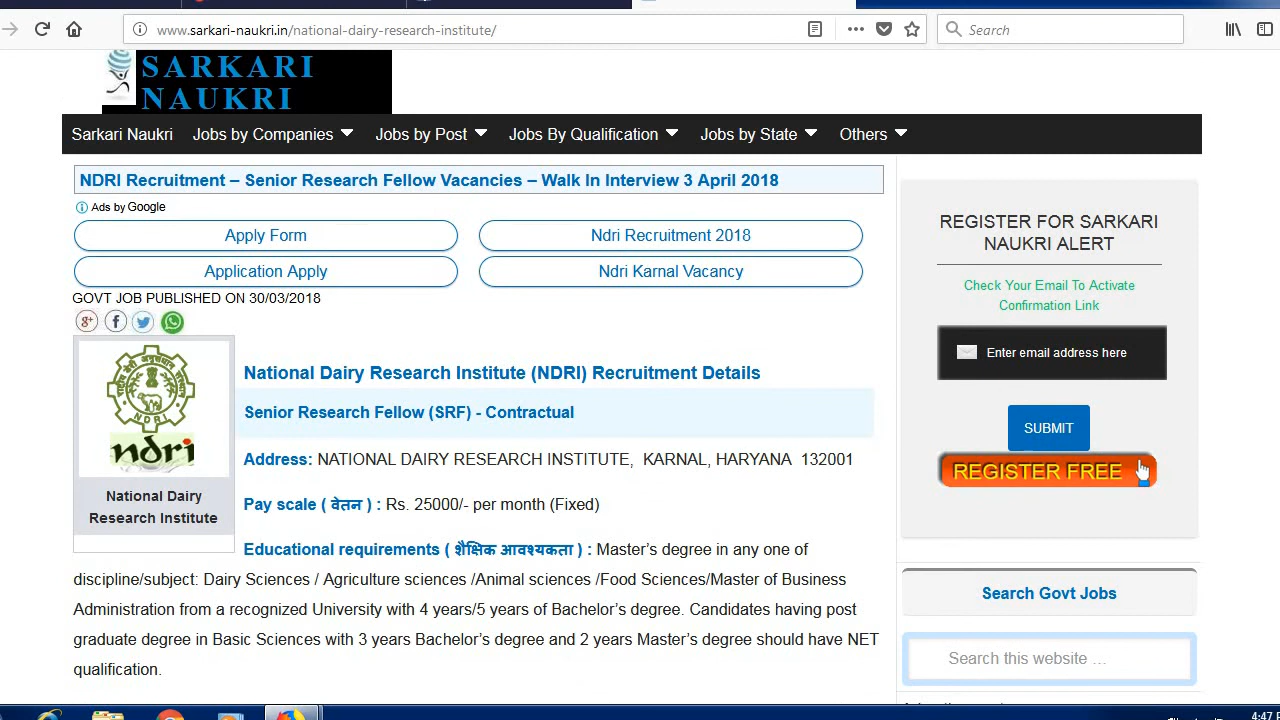 www.sarkari-naukri.in/national-dairy-research-institute/
Search
SARKARI
NAUKRI
Sarkari Naukri Jobs by Companies Jobs by Post Jobs By Qualification Jobs by State Others
NDRI Recruitment – Senior Research Fellow Vacancies – Walk In Interview 3 April 2018
Ads by Google
Apply Form
Ndri Recruitment 2018
Application Apply
Ndri Karnal Vacancy
GOVT JOB PUBLISHED ON 30/03/2018
NDRI
ndri
National Dairy
Research Institute
National Dairy Research Institute (NDRI) Recruitment Details
Senior Research Fellow (SRF) - Contractual
Address: NATIONAL DAIRY RESEARCH INSTITUTE, KARNAL, HARYANA 132001
Pay scale ( वेतन ) : Rs. 25000/- per month (Fixed)
Educational requirements ( शैक्षिक आवश्यकता ) : Master’s degree in any one of
discipline/subject: Dairy Sciences / Agriculture sciences /Animal sciences /Food Sciences/Master of Business
Administration from a recognized University with 4 years/5 years of Bachelor’s degree. Candidates having post
graduate degree in Basic Sciences with 3 years Bachelor’s degree and 2 years Master’s degree should have NET
qualification.
REGISTER FOR SARKARI
NAUKRI ALERT
Check Your Email To Activate
Confirmation Link
Enter email address here
SUBMIT
REGISTER FREE
Search Govt Jobs
Search this website …
4:47